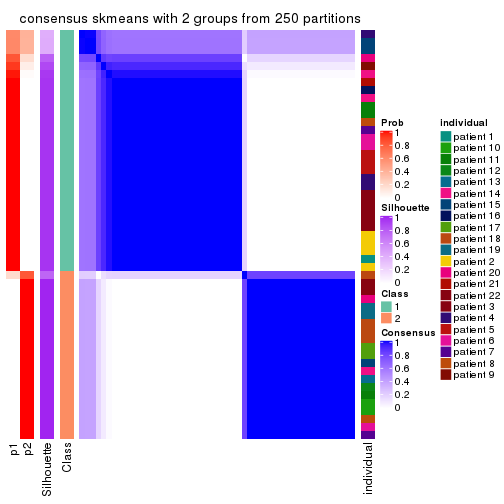 consensus skmeans with 2 groups from 250 partitions
Prob
1
0.8
0.6
0.4
0.2
0
Silhouette
1
0.8
0.6
0.4
0.2
0
Class
1
2
Consensus
1
0.8
0.6
0.4
0.2
0
individual
patient 1
patient 10
patient 11
patient 12
patient 13
patient 14
patient 15
patient 16
patient 17
patient 18
patient 19
patient 2
patient 20
patient 21
patient 22
patient 3
patient 4
patient 5
patient 6
patient 7
patient 8
patient 9
p1
p2
Silhouette
Class
individual